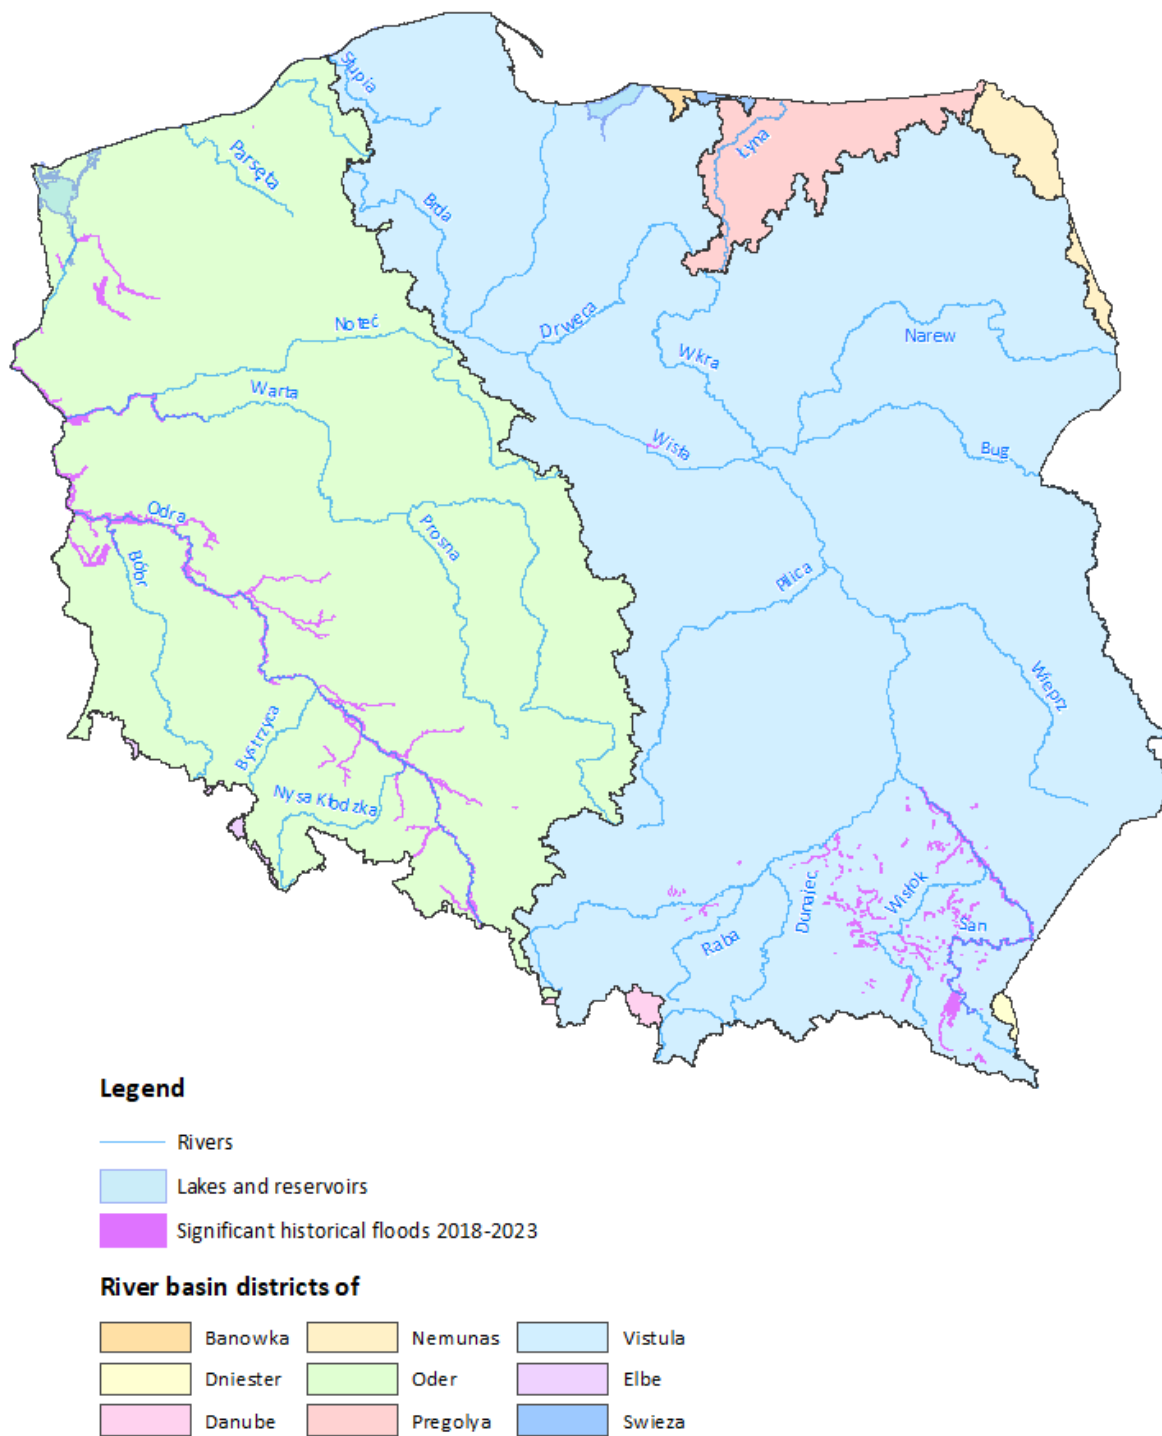 Słupia
Łyna
Parsęta
Brda
Drwęca
Noteć
Narew
Wkra
Warta
Wisła
Bug
Odra
Prosna
Bóbr
Pilica
Wieprz
Bystrzyca
Nysa Kłodzka
Dunajec
Wisłok
San
Raba
Legend
Rivers
Lakes and reservoirs
Significant historical floods 2018-2023
River basin districts of
Banowka Nemunas Vistula
Dniester Oder Elbe
Danube Pregolya Swieza